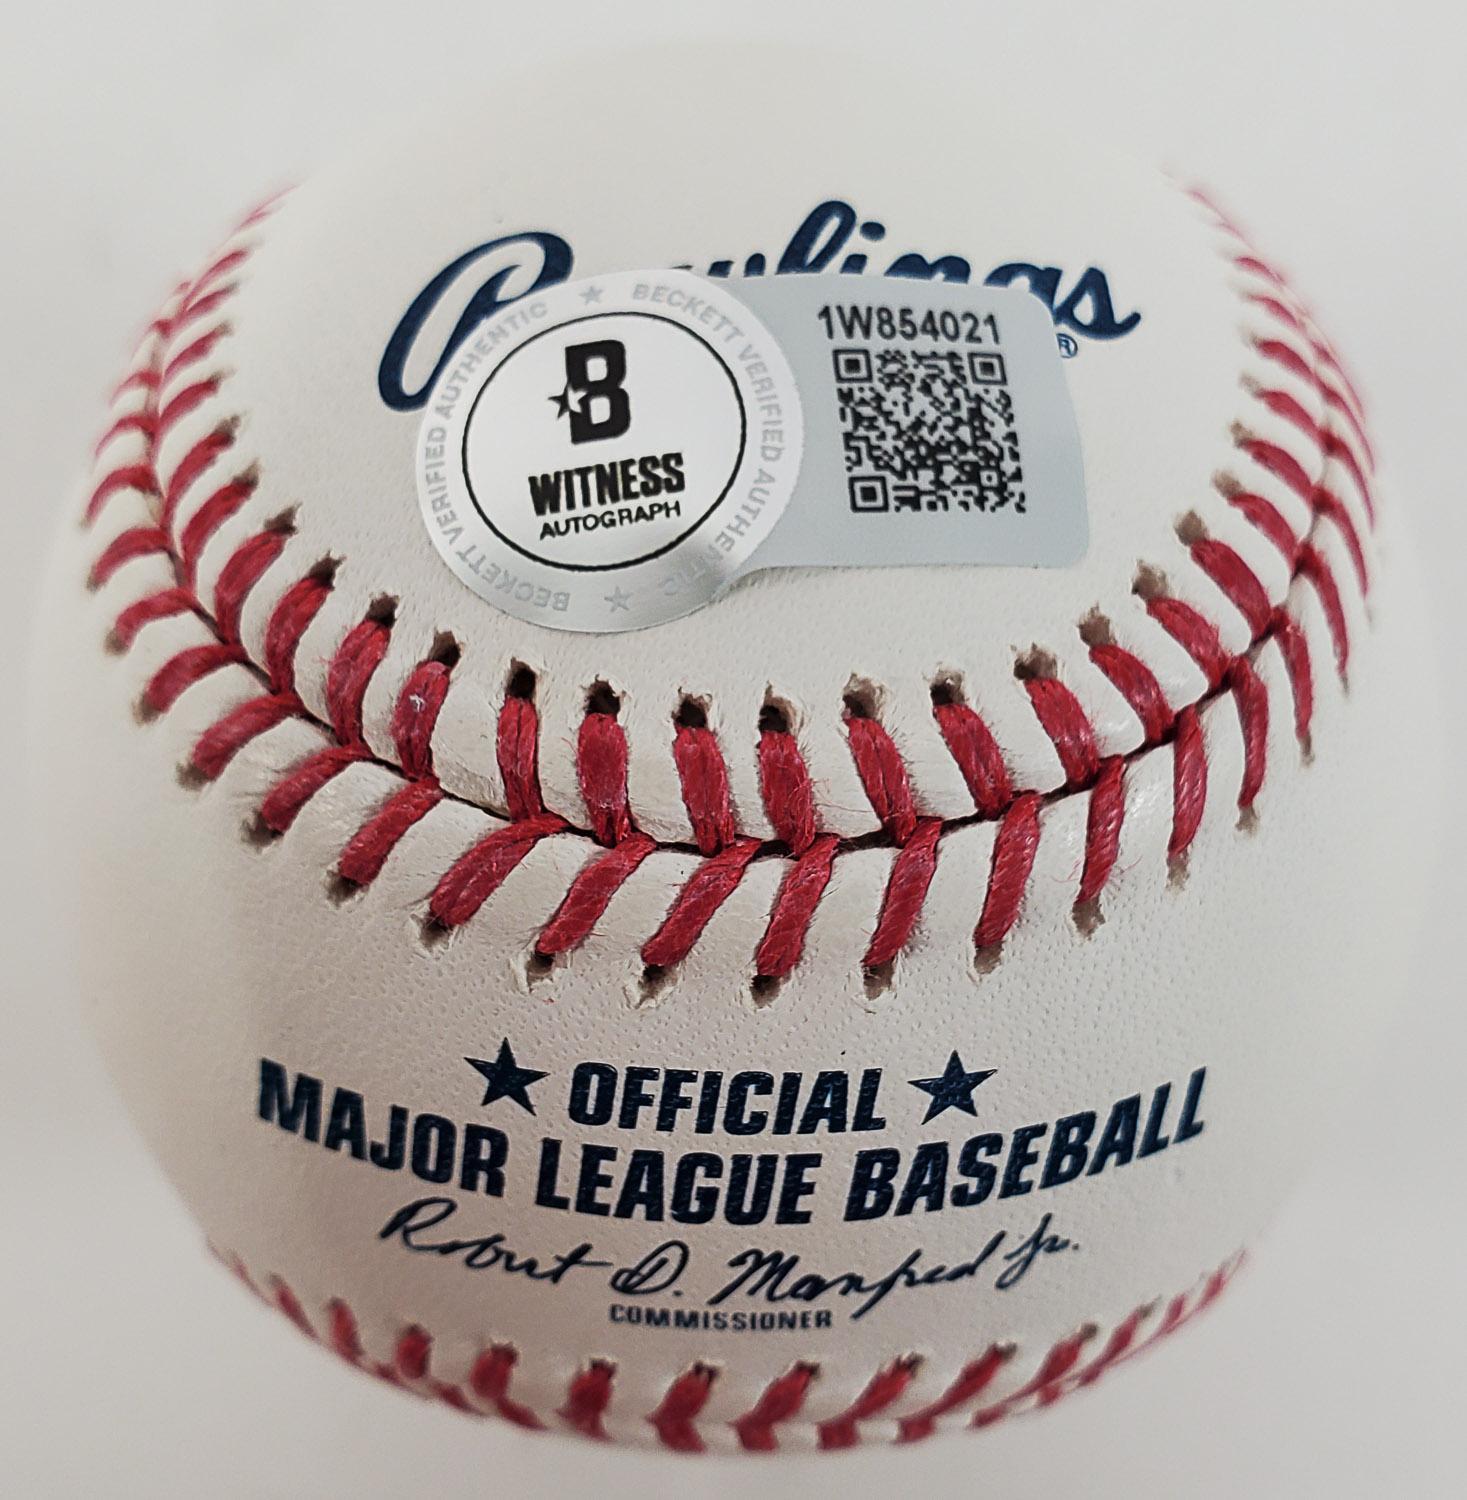 Rawlings
®
BECKETT VERIFIED AUTHENTIC ★ BECKETT VERIFIED AUTHENTIC ★
B
WITNESS
AUTOGRAPH
1W854021
★ OFFICIAL ★
MAJOR LEAGUE BASEBALL
Robert D. Manfred Jr.
COMMISSIONER